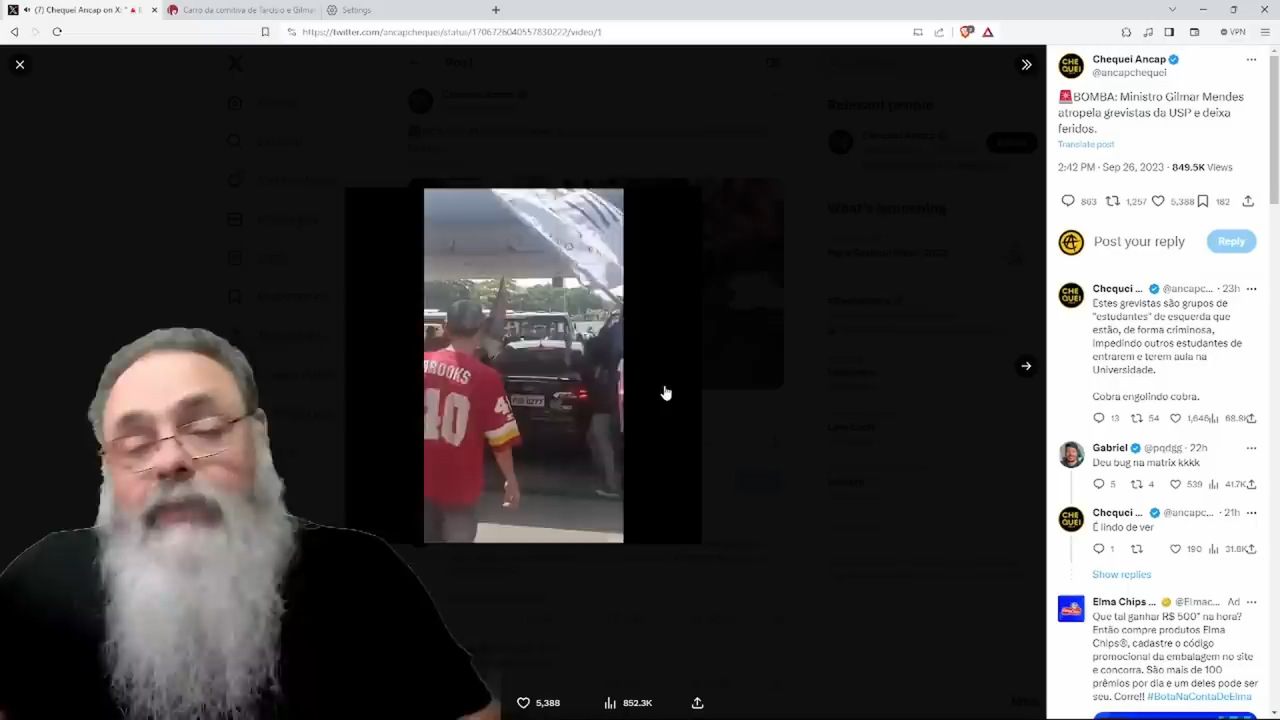 (7) Chequei Ancap on X: "
Carro da comitiva de Tarcísio e Gilmar
Settings
https://twitter.com/ancapchequei/status/1706726040557830222/video/1
VPN
Post
Relevant people
What's happening
BROOKS
10
5,388
852.3K
Chequei Ancap
@ancapchequei
🚨BOMBA: Ministro Gilmar Mendes
atropela grevistas da USP e deixa
feridos.
Translate post
2:42 PM · Sep 26, 2023 · 849.5K Views
863 1,257 5,388 182
Post your reply Reply
Chequei ... @ancapc... · 23h
Estes grevistas são grupos de
"estudantes" de esquerda que
estão, de forma criminosa,
impedindo outros estudantes de
entrarem e terem aula na
Universidade.
Cobra engolindo cobra.
13 54 1,646 68.8K
Gabriel @pqdgg · 22h
Deu bug na matrix kkkk
5 4 539 41.7K
Chequei ... @ancapc... · 21h
É lindo de ver
1 190 31.8K
Show replies
Elma Chips ... @Elmac... Ad
Que tal ganhar R$ 500* na hora?
Então compre produtos Elma
Chips®, cadastre o código
promocional da embalagem no site
e concorra. São mais de 100
prêmios por dia e um deles pode ser
seu. Corre!! #BotaNaContaDeElma